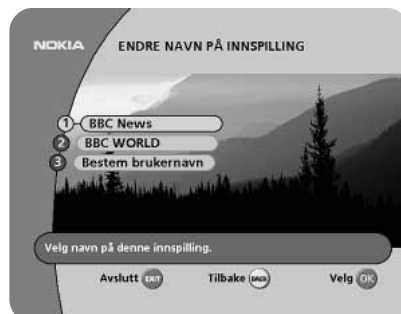 NOKIA
ENDRE NAVN PÅ INNSPILLING
1 BBC News
2 BBC WORLD
3 Bestem brukernavn
Velg navn på denne innspilling.
Avslutt EXIT Tilbake BACK Velg OK